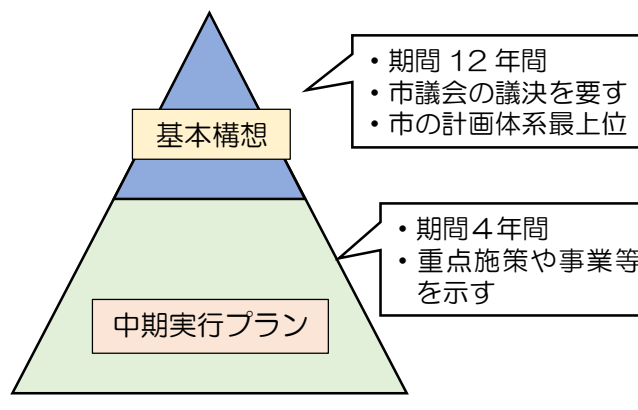 ・期間 12 年間
・市議会の議決を要す
・市の計画体系最上位
基本構想
・期間４年間
・重点施策や事業等
を示す
中期実行プラン